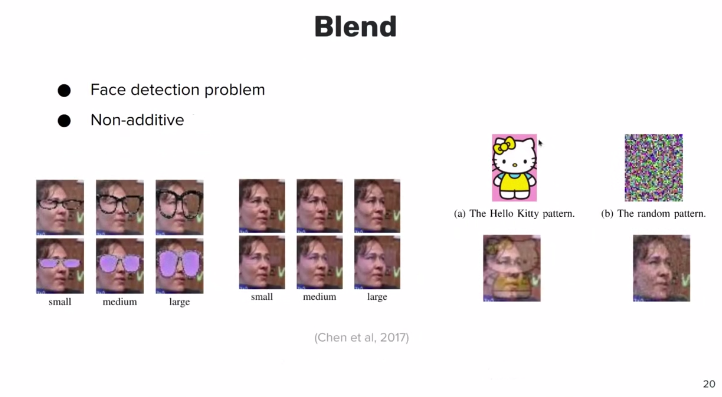 Blend
Face detection problem
Non-additive
(a) The Hello Kitty pattern.
(b) The random pattern.
small
medium
large
small
medium
large
(Chen et al, 2017)
20